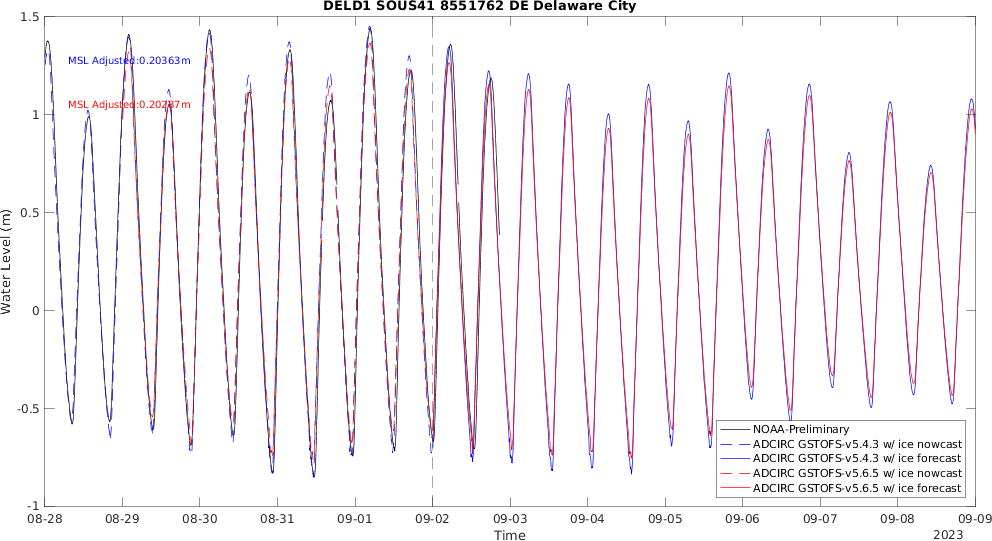 DELD1 SOUS41 8551762 DE Delaware City
1.5
1
0.5
0
-0.5
-1
Water Level (m)
MSL Adjusted:0.20363m
MSL Adjusted:0.20287m
NOAA-Preliminary
ADCIRC GSTOFS-v5.4.3 w/ ice nowcast
ADCIRC GSTOFS-v5.4.3 w/ ice forecast
ADCIRC GSTOFS-v5.6.5 w/ ice nowcast
ADCIRC GSTOFS-v5.6.5 w/ ice forecast
08-28 08-29 08-30 08-31 09-01 09-02 09-03 09-04 09-05 09-06 09-07 09-08 09-09
Time
2023